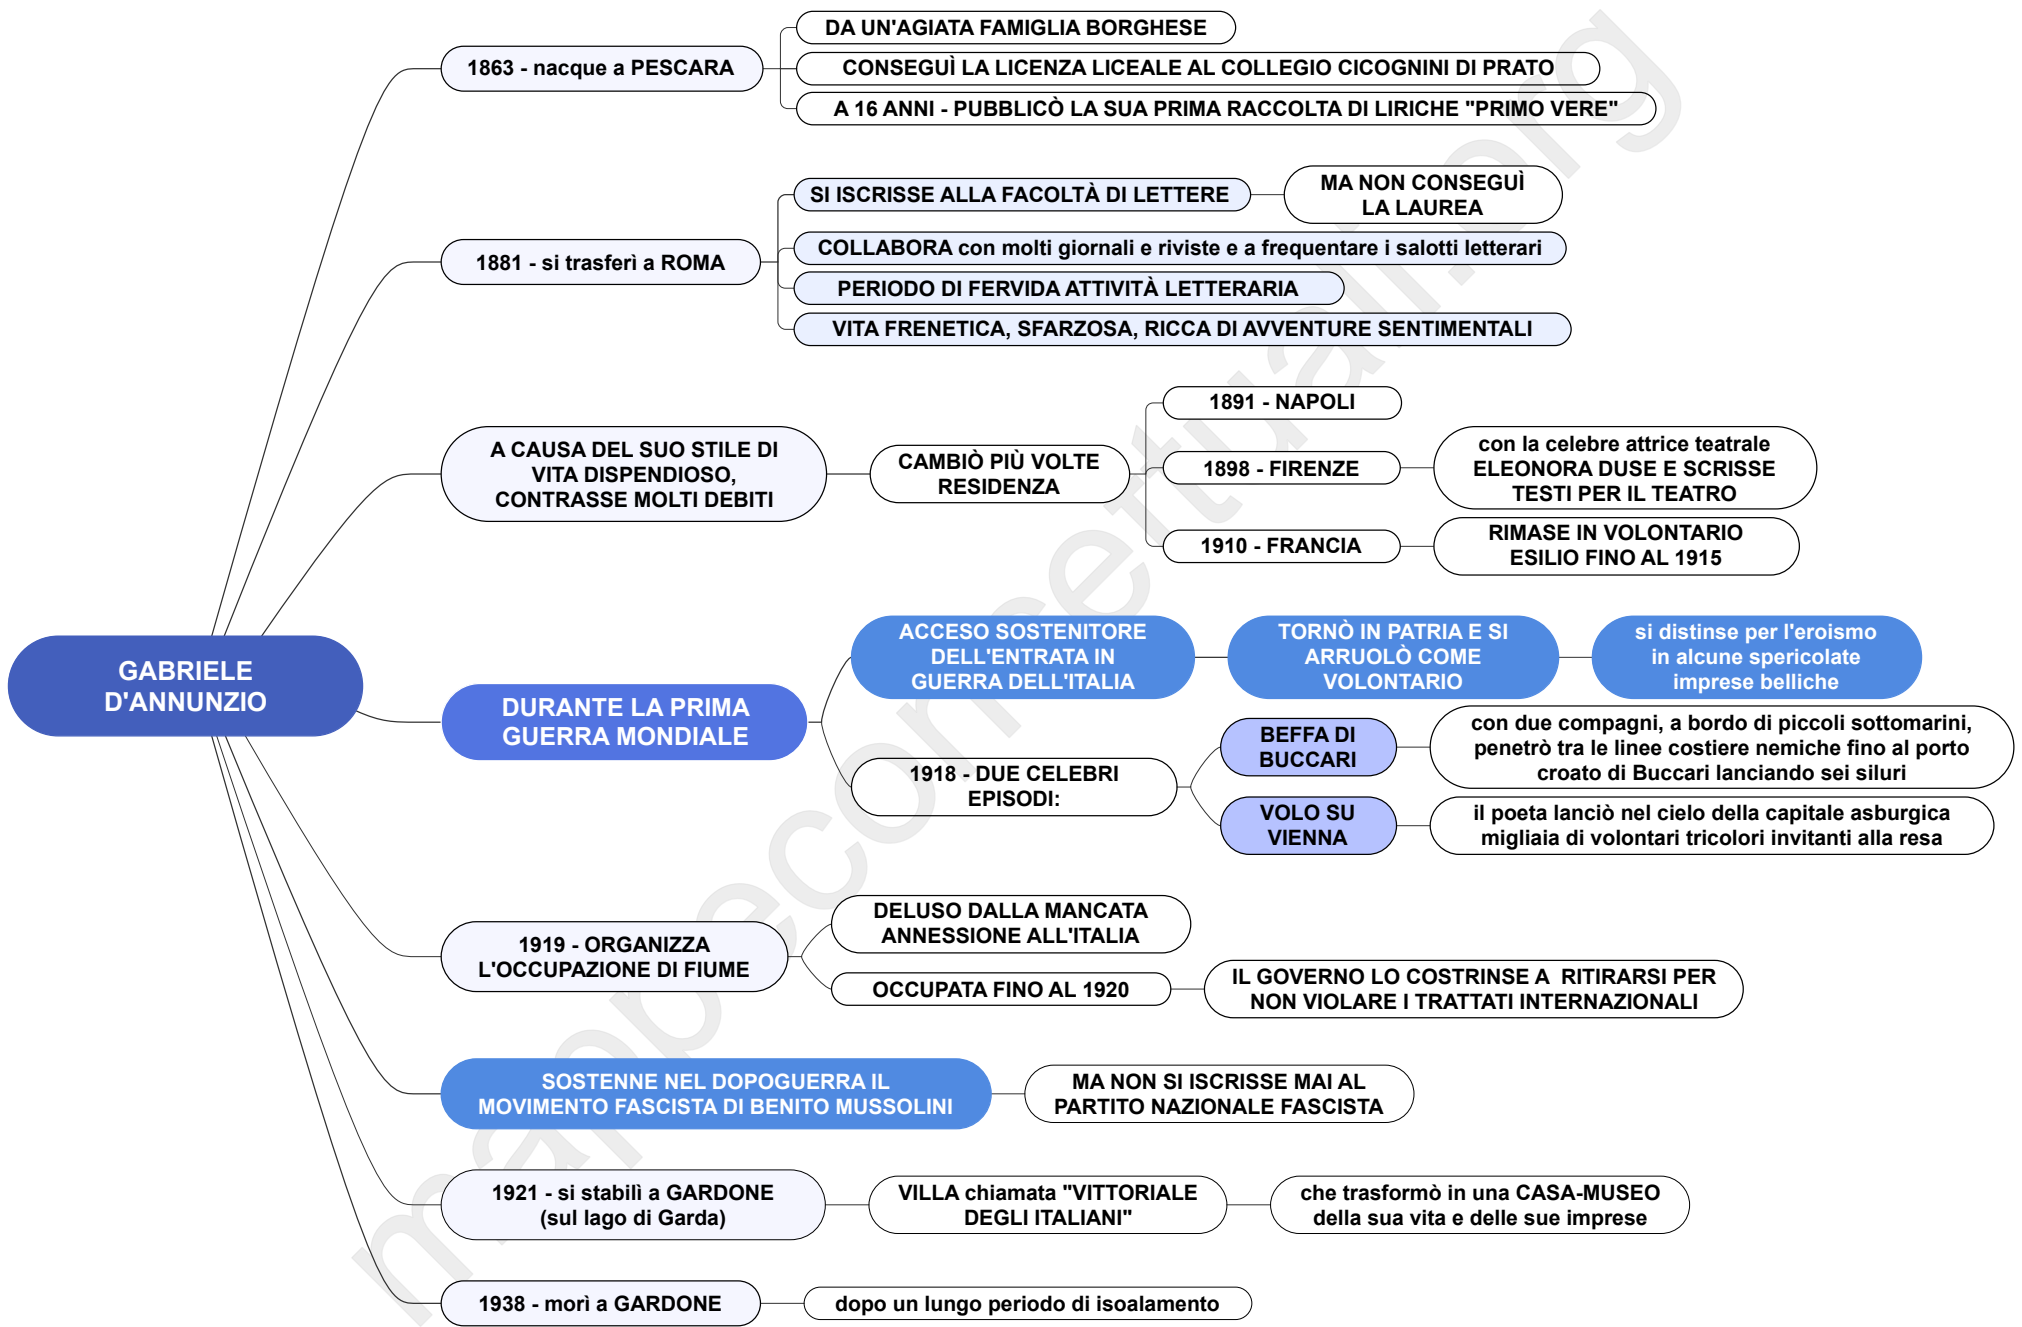 GABRIELE
D'ANNUNZIO
1863 - nacque a PESCARA
DA UN'AGIATA FAMIGLIA BORGHESE
CONSEGUÌ LA LICENZA LICEALE AL COLLEGIO CICOGNINI DI PRATO
A 16 ANNI - PUBBLICÒ LA SUA PRIMA RACCOLTA DI LIRICHE "PRIMO VERE"
1881 - si trasferì a ROMA
SI ISCRISSE ALLA FACOLTÀ DI LETTERE
MA NON CONSEGUÌ
LA LAUREA
COLLABORA con molti giornali e riviste e a frequentare i salotti letterari
PERIODO DI FERVIDA ATTIVITÀ LETTERARIA
VITA FRENETICA, SFARZOSA, RICCA DI AVVENTURE SENTIMENTALI
A CAUSA DEL SUO STILE DI
VITA DISPENDIOSO,
CONTRASSE MOLTI DEBITI
CAMBIÒ PIÙ VOLTE
RESIDENZA
1891 - NAPOLI
1898 - FIRENZE
con la celebre attrice teatrale
ELEONORA DUSE E SCRISSE
TESTI PER IL TEATRO
1910 - FRANCIA
RIMASE IN VOLONTARIO
ESILIO FINO AL 1915
DURANTE LA PRIMA
GUERRA MONDIALE
ACCESO SOSTENITORE
DELL'ENTRATA IN
GUERRA DELL'ITALIA
TORNÒ IN PATRIA E SI
ARRUOLÒ COME
VOLONTARIO
si distinse per l'eroismo
in alcune spericolate
imprese belliche
1918 - DUE CELEBRI
EPISODI:
BEFFA DI
BUCCARI
con due compagni, a bordo di piccoli sottomarini,
penetrò tra le linee costiere nemiche fino al porto
croato di Buccari lanciando sei siluri
VOLO SU
VIENNA
il poeta lanciò nel cielo della capitale asburgica
migliaia di volontari tricolori invitanti alla resa
1919 - ORGANIZZA
L'OCCUPAZIONE DI FIUME
DELUSO DALLA MANCATA
ANNESSIONE ALL'ITALIA
OCCUPATA FINO AL 1920
IL GOVERNO LO COSTRINSE A  RITIRARSI PER
NON VIOLARE I TRATTATI INTERNAZIONALI
SOSTENNE NEL DOPOGUERRA IL
MOVIMENTO FASCISTA DI BENITO MUSSOLINI
MA NON SI ISCRISSE MAI AL
PARTITO NAZIONALE FASCISTA
1921 - si stabilì a GARDONE
(sul lago di Garda)
VILLA chiamata "VITTORIALE
DEGLI ITALIANI"
che trasformò in una CASA-MUSEO
della sua vita e delle sue imprese
1938 - morì a GARDONE
dopo un lungo periodo di isoalamento
mappeconcettuali.org